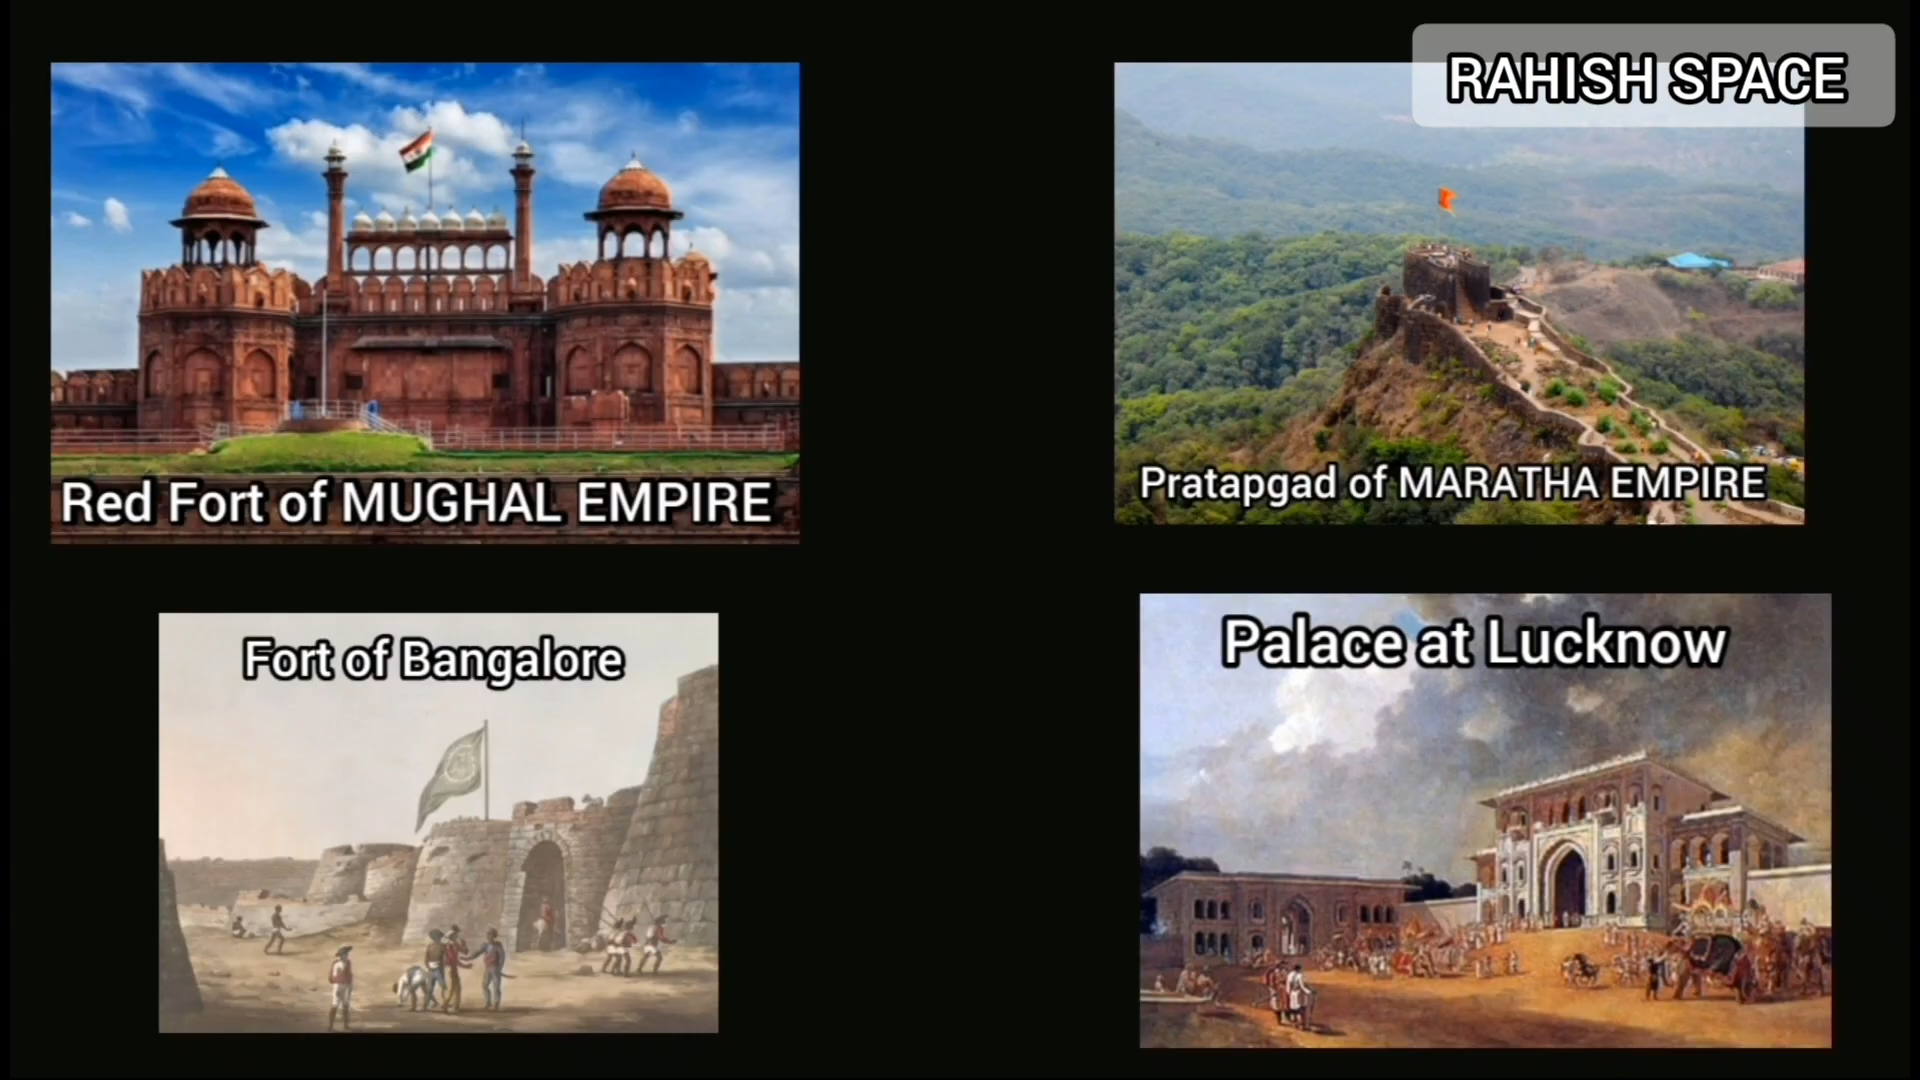 RAHISH SPACE
Red Fort of MUGHAL EMPIRE
Pratapgad of MARATHA EMPIRE
Fort of Bangalore
Palace at Lucknow